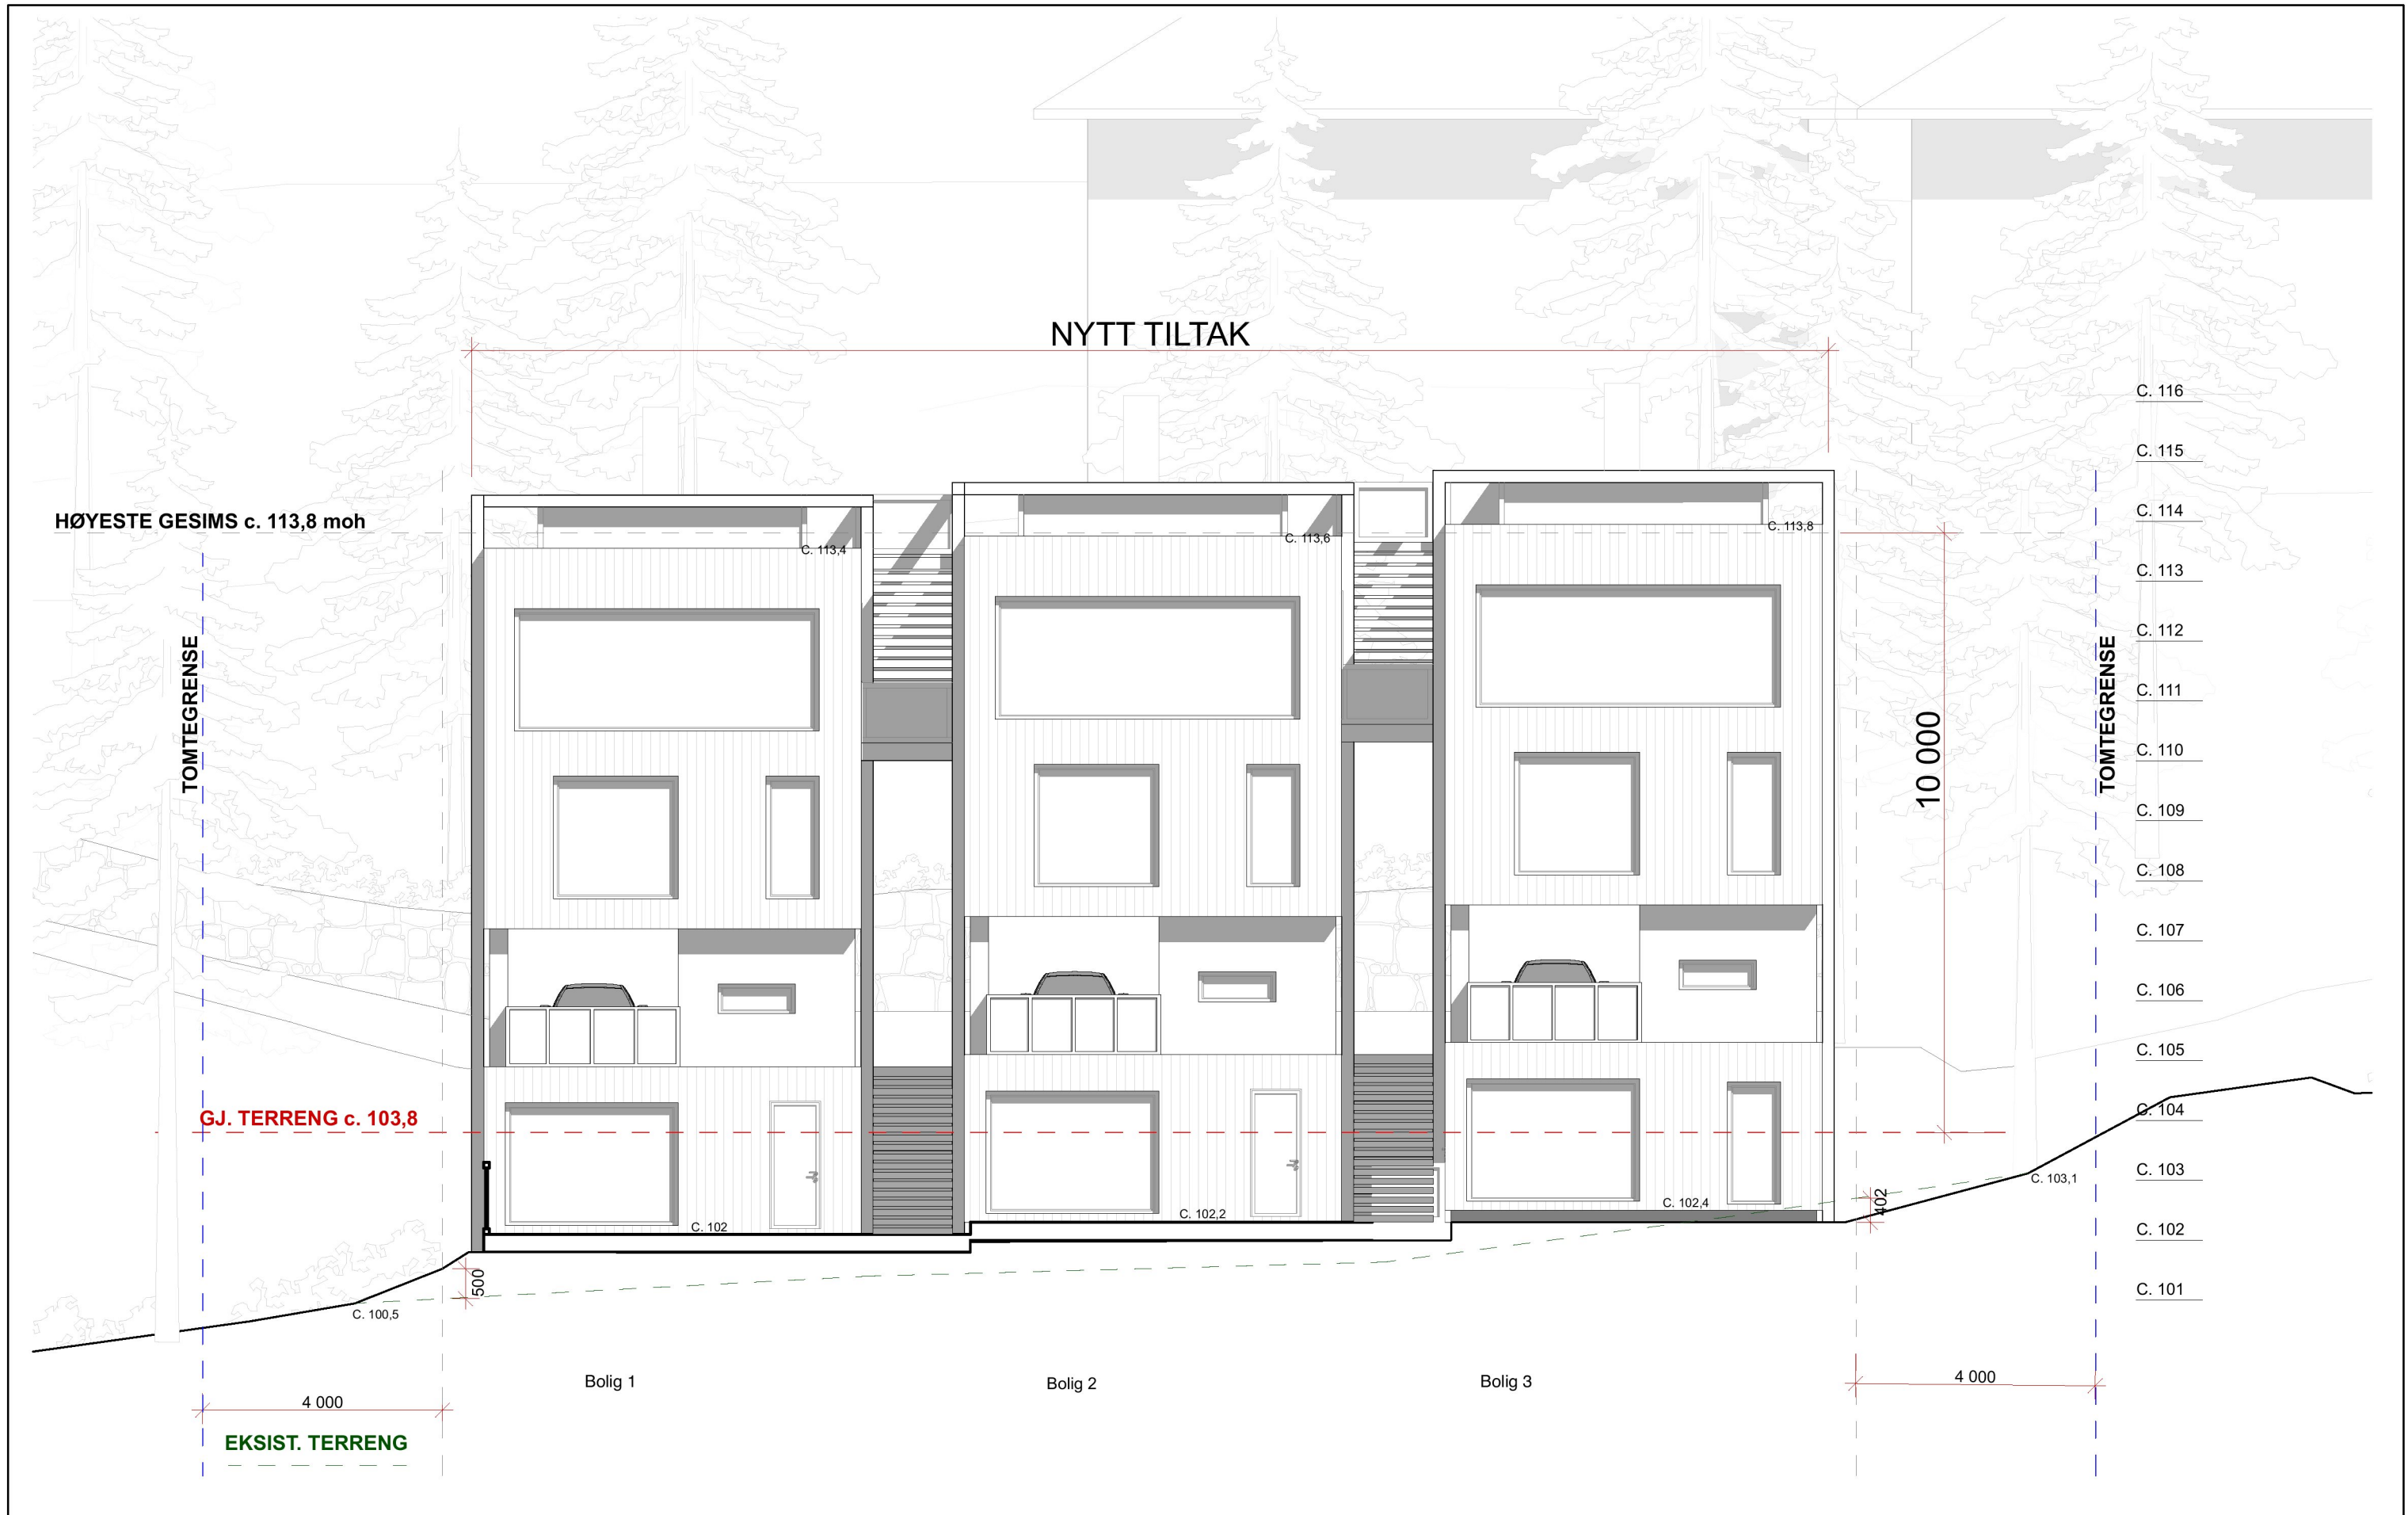 NYTT TILTAK
C. 116
C. 115
HØYESTE GESIMS c. 113,8 moh
C. 114
C. 113,4
C. 113,6
C. 113,8
C. 113
TOMTEGRENSE
TOMTEGRENSE
C. 112
C. 111
10 000
C. 110
C. 109
C. 108
C. 107
C. 106
C. 105
GJ. TERRENG c. 103,8
C. 104
C. 103
C. 103,1
C. 102
C. 102,2
C. 102,4
402
C. 102
500
C. 101
C. 100,5
Bolig 1
Bolig 2
Bolig 3
4 000
4 000
EKSIST. TERRENG